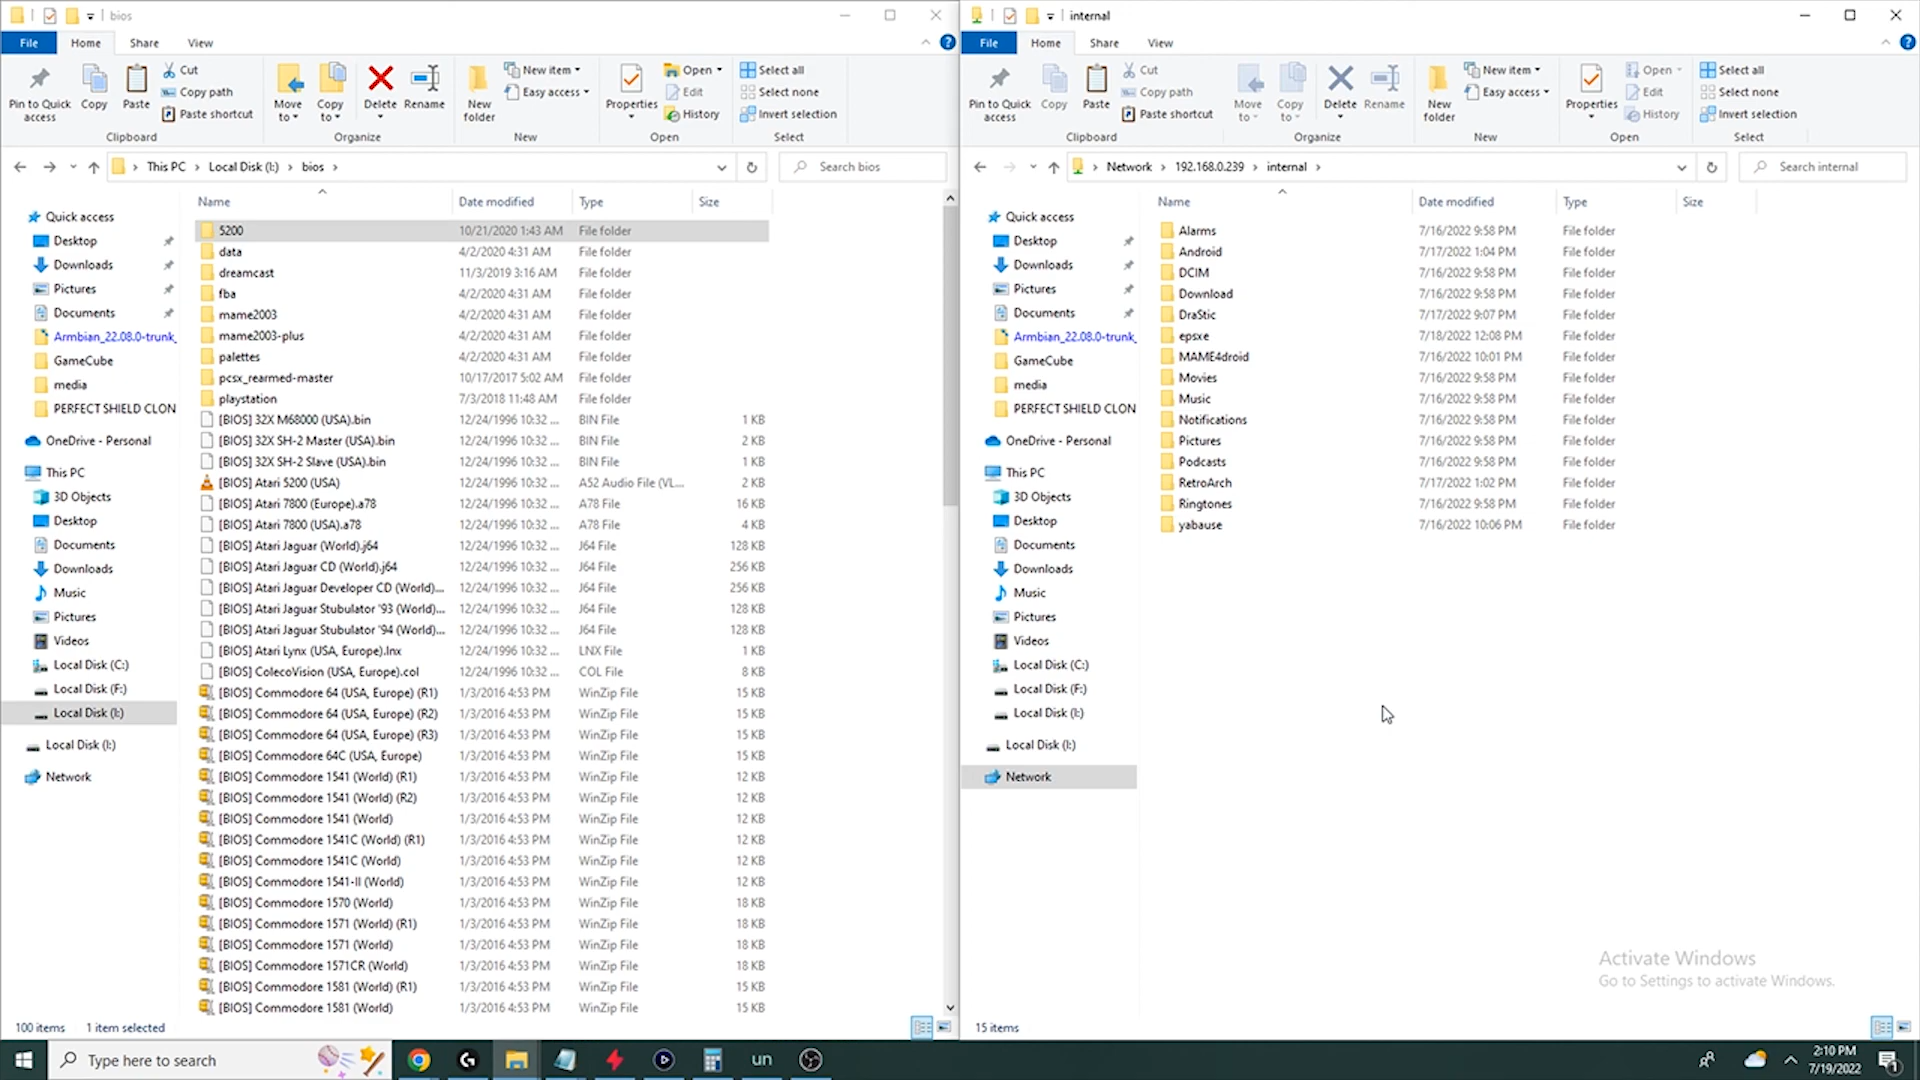 bios
File Home Share View
Pin to Quick access
Copy
Paste
Cut
Copy path
Paste shortcut
Clipboard
Move to
Copy to
Delete
Rename
Organize
New folder
New item
Easy access
New
Properties
Open
Edit
History
Open
Select all
Select none
Invert selection
Select
This PC > Local Disk (I:) > bios >
Search bios
Quick access
Desktop
Downloads
Pictures
Documents
Armbian_22.08.0-trunk_
GameCube
media
PERFECT SHIELD CLON
OneDrive - Personal
This PC
3D Objects
Desktop
Documents
Downloads
Music
Pictures
Videos
Local Disk (C:)
Local Disk (F:)
Local Disk (I:)
Local Disk (I:)
Network
Name Date modified Type Size
5200 10/21/2020 1:43 AM File folder
data 4/2/2020 4:31 AM File folder
dreamcast 11/3/2019 3:16 AM File folder
fba 4/2/2020 4:31 AM File folder
mame2003 4/2/2020 4:31 AM File folder
mame2003-plus 4/2/2020 4:31 AM File folder
palettes 4/2/2020 4:31 AM File folder
pcsx_rearmed-master 10/17/2017 5:02 AM File folder
playstation 7/3/2018 11:48 AM File folder
[BIOS] 32X M68000 (USA).bin 12/24/1996 10:32 ... BIN File 1 KB
[BIOS] 32X SH-2 Master (USA).bin 12/24/1996 10:32 ... BIN File 2 KB
[BIOS] 32X SH-2 Slave (USA).bin 12/24/1996 10:32 ... BIN File 1 KB
[BIOS] Atari 5200 (USA) 12/24/1996 10:32 ... A52 Audio File (VL... 2 KB
[BIOS] Atari 7800 (Europe).a78 12/24/1996 10:32 ... A78 File 16 KB
[BIOS] Atari 7800 (USA).a78 12/24/1996 10:32 ... A78 File 4 KB
[BIOS] Atari Jaguar (World).j64 12/24/1996 10:32 ... J64 File 128 KB
[BIOS] Atari Jaguar CD (World).j64 12/24/1996 10:32 ... J64 File 256 KB
[BIOS] Atari Jaguar Developer CD (World)... 12/24/1996 10:32 ... J64 File 256 KB
[BIOS] Atari Jaguar Stubulator '93 (World)... 12/24/1996 10:32 ... J64 File 128 KB
[BIOS] Atari Jaguar Stubulator '94 (World)... 12/24/1996 10:32 ... J64 File 128 KB
[BIOS] Atari Lynx (USA, Europe).lnx 12/24/1996 10:32 ... LNX File 1 KB
[BIOS] ColecoVision (USA, Europe).col 12/24/1996 10:32 ... COL File 8 KB
[BIOS] Commodore 64 (USA, Europe) (R1) 1/3/2016 4:53 PM WinZip File 15 KB
[BIOS] Commodore 64 (USA, Europe) (R2) 1/3/2016 4:53 PM WinZip File 15 KB
[BIOS] Commodore 64 (USA, Europe) (R3) 1/3/2016 4:53 PM WinZip File 15 KB
[BIOS] Commodore 64C (USA, Europe) 1/3/2016 4:53 PM WinZip File 15 KB
[BIOS] Commodore 1541 (World) (R1) 1/3/2016 4:53 PM WinZip File 12 KB
[BIOS] Commodore 1541 (World) (R2) 1/3/2016 4:53 PM WinZip File 12 KB
[BIOS] Commodore 1541 (World) 1/3/2016 4:53 PM WinZip File 12 KB
[BIOS] Commodore 1541C (World) (R1) 1/3/2016 4:53 PM WinZip File 12 KB
[BIOS] Commodore 1541C (World) 1/3/2016 4:53 PM WinZip File 12 KB
[BIOS] Commodore 1541-II (World) 1/3/2016 4:53 PM WinZip File 12 KB
[BIOS] Commodore 1570 (World) 1/3/2016 4:53 PM WinZip File 18 KB
[BIOS] Commodore 1571 (World) (R1) 1/3/2016 4:53 PM WinZip File 18 KB
[BIOS] Commodore 1571 (World) 1/3/2016 4:53 PM WinZip File 18 KB
[BIOS] Commodore 1571CR (World) 1/3/2016 4:53 PM WinZip File 18 KB
[BIOS] Commodore 1581 (World) (R1) 1/3/2016 4:53 PM WinZip File 15 KB
[BIOS] Commodore 1581 (World) 1/3/2016 4:53 PM WinZip File 15 KB
100 items 1 item selected
internal
File Home Share View
Pin to Quick access
Copy
Paste
Cut
Copy path
Paste shortcut
Clipboard
Move to
Copy to
Delete
Rename
Organize
New folder
New item
Easy access
New
Properties
Open
Edit
History
Open
Select all
Select none
Invert selection
Select
Network > 192.168.0.239 > internal >
Search internal
Quick access
Desktop
Downloads
Pictures
Documents
Armbian_22.08.0-trunk_
GameCube
media
PERFECT SHIELD CLON
OneDrive - Personal
This PC
3D Objects
Desktop
Documents
Downloads
Music
Pictures
Videos
Local Disk (C:)
Local Disk (F:)
Local Disk (I:)
Local Disk (I:)
Network
Name Date modified Type Size
Alarms 7/16/2022 9:58 PM File folder
Android 7/17/2022 1:04 PM File folder
DCIM 7/16/2022 9:58 PM File folder
Download 7/16/2022 9:58 PM File folder
DraStic 7/17/2022 9:07 PM File folder
epsxe 7/18/2022 12:08 PM File folder
MAME4droid 7/16/2022 10:01 PM File folder
Movies 7/16/2022 9:58 PM File folder
Music 7/16/2022 9:58 PM File folder
Notifications 7/16/2022 9:58 PM File folder
Pictures 7/16/2022 9:58 PM File folder
Podcasts 7/16/2022 9:58 PM File folder
RetroArch 7/17/2022 1:02 PM File folder
Ringtones 7/16/2022 9:58 PM File folder
yabause 7/16/2022 10:06 PM File folder
Activate Windows
Go to Settings to activate Windows.
15 items
Type here to search
un
2:10 PM
7/19/2022
1